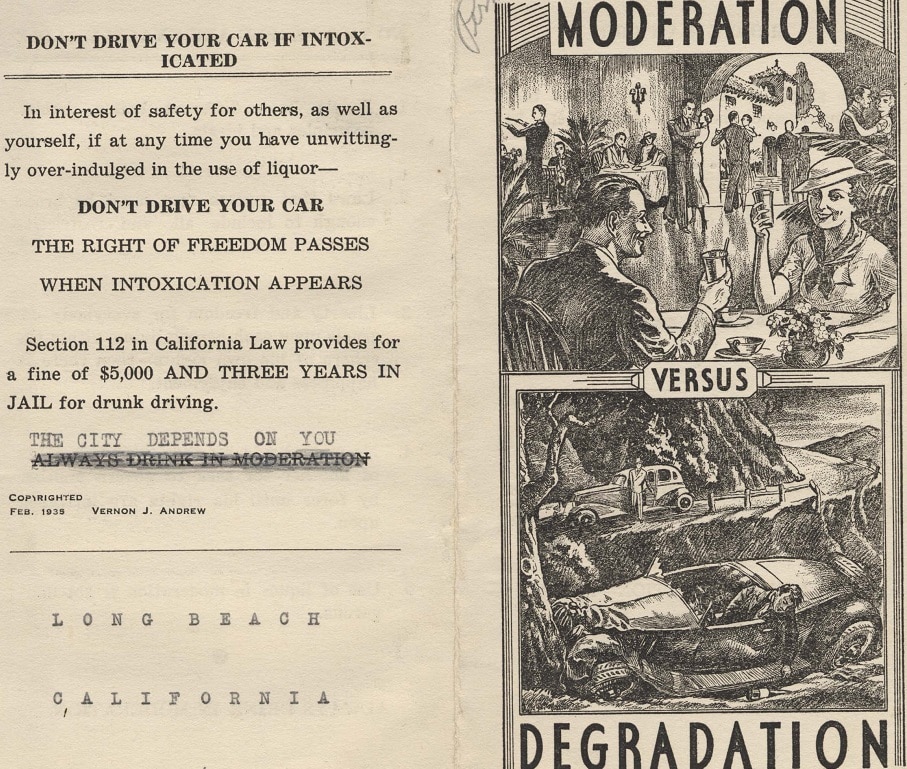 DON'T DRIVE YOUR CAR IF INTOX-
ICATED
In interest of safety for others, as well as
yourself, if at any time you have unwitting-
ly over-indulged in the use of liquor—
DON'T DRIVE YOUR CAR
THE RIGHT OF FREEDOM PASSES
WHEN INTOXICATION APPEARS
Section 112 in California Law provides for
a fine of $5,000 AND THREE YEARS IN
JAIL for drunk driving.
THE CITY DEPENDS ON YOU
ALWAYS DRINK IN MODERATION
COPYRIGHTED
FEB. 1935 VERNON J. ANDREW
LONG BEACH
CALIFORNIA
MODERATION
VERSUS
DEGRADATION